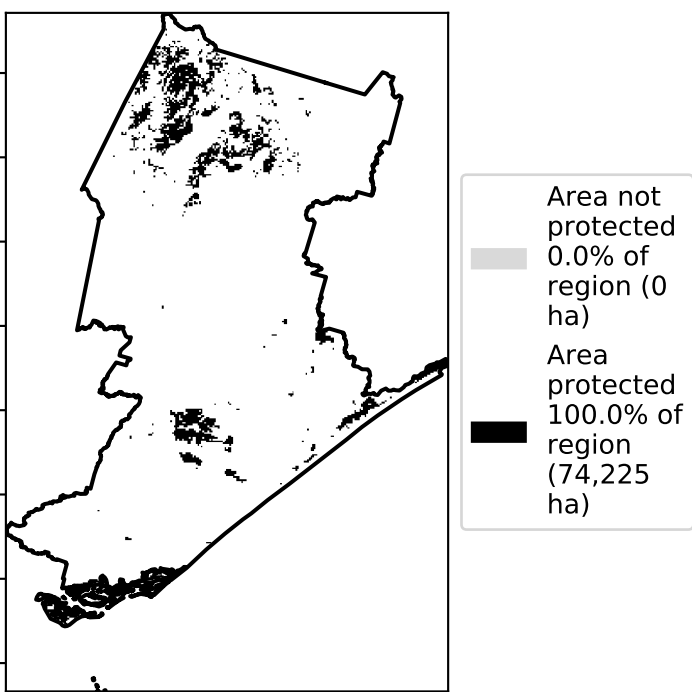 Area not
protected
0.0% of
region (0
ha)
Area
protected
100.0% of
region
(74,225
ha)